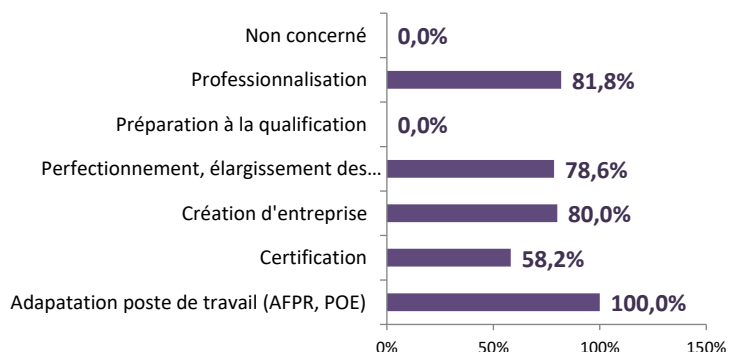 Non concerné 0,0%
Professionnalisation 81,8%
Préparation à la qualification 0,0%
Perfectionnement, élargissement des... 78,6%
Création d'entreprise 80,0%
Certification 58,2%
Adapatation poste de travail (AFPR, POE) 100,0%
0% 50% 100% 150%